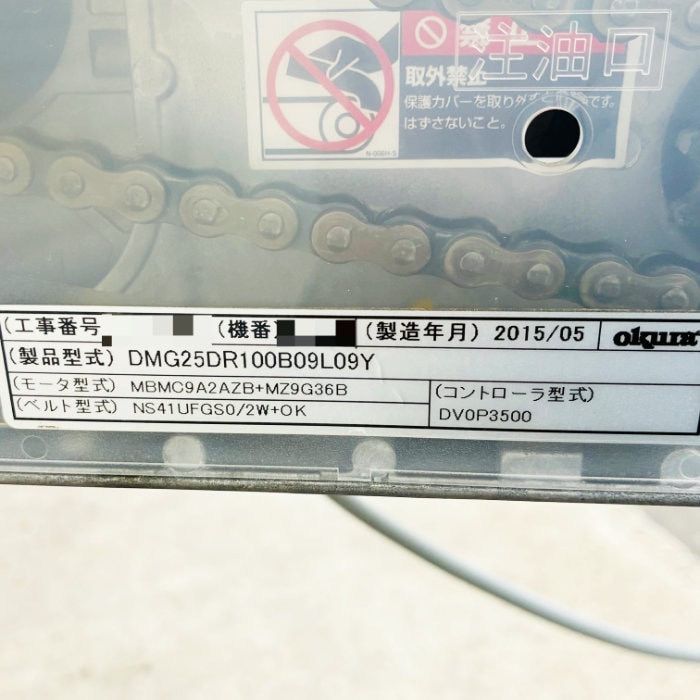 禁
注油口
取外禁止
保護カバーを取り外
です。
はずさないこと。
N-006H-S
(工事番号
(機番)
(製造年月) 2015/05
okura
(製品型式) DMG25DR100B09L09Y
(モータ型式) MBMC9A2AZB+MZ9G36B
(コントローラ型式)
(ベルト型式) NS41UFGS0/2W+OK
DV0P3500